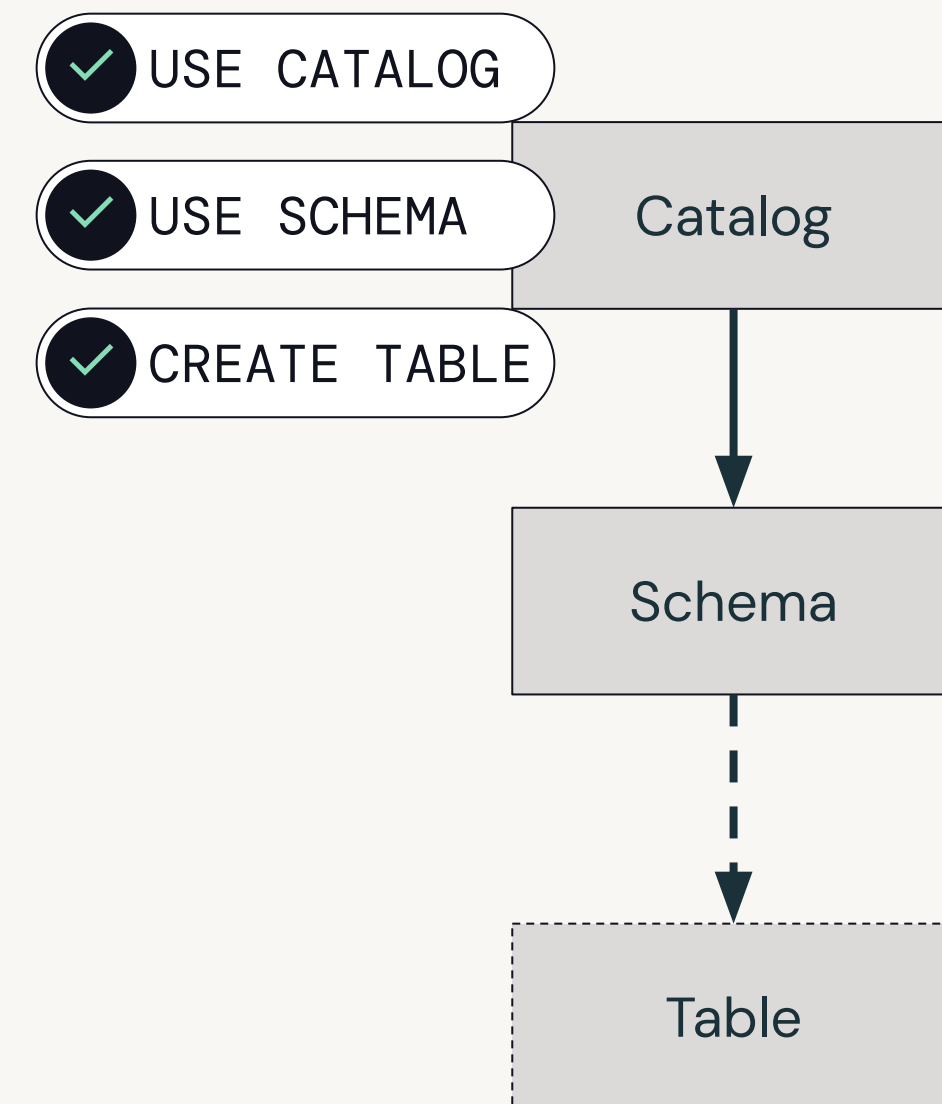 USE CATALOG
USE SCHEMA
Catalog
CREATE TABLE
Schema
Table